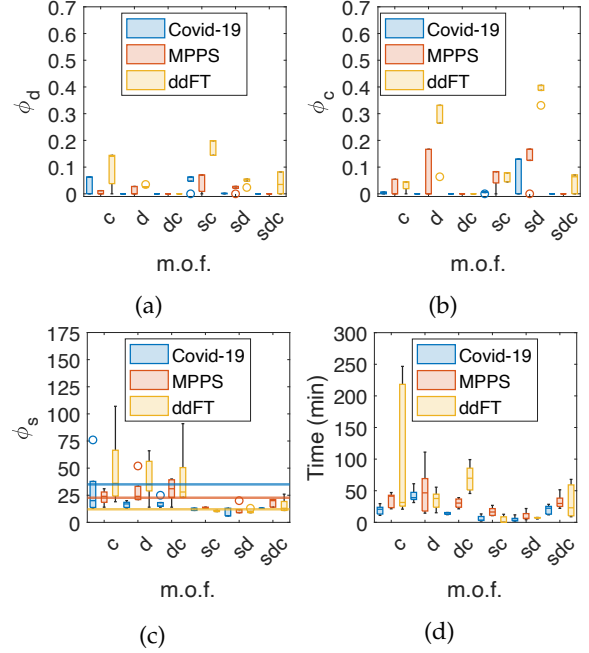 0.7
0.6
0.5
0.4
0.3
0.2
0.1
0
ϕd
Covid-19
MPPS
ddFT
c
d
dc
sc
sd
sdc
m.o.f.
(a)
0.7
0.6
0.5
0.4
0.3
0.2
0.1
0
ϕc
Covid-19
MPPS
ddFT
c
d
dc
sc
sd
sdc
m.o.f.
(b)
175
150
125
100
75
50
25
0
ϕs
Covid-19
MPPS
ddFT
c
d
dc
sc
sd
sdc
m.o.f.
(c)
300
250
200
150
100
50
0
Time (min)
Covid-19
MPPS
ddFT
c
d
dc
sc
sd
sdc
m.o.f.
(d)